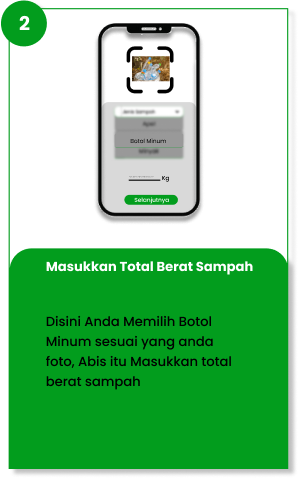 2
Jenis Sampah
Botol Minum
Minyak
Kg
Selanjutnya
Masukkan Total Berat Sampah
Disini Anda Memilih Botol
Minum sesuai yang anda
foto, Abis itu Masukkan total
berat sampah